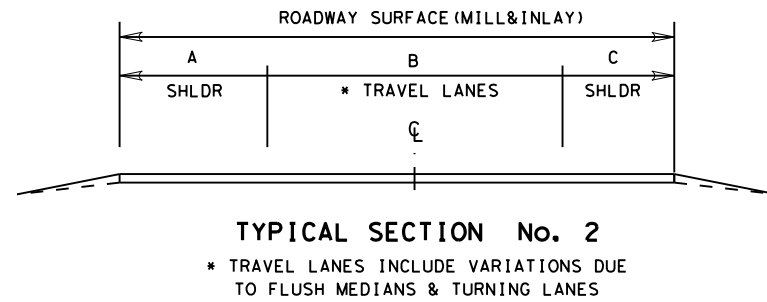 ROADWAY SURFACE (MILL&INLAY)
A B C
SHLDR * TRAVEL LANES SHLDR
℄
TYPICAL SECTION No. 2
* TRAVEL LANES INCLUDE VARIATIONS DUE
TO FLUSH MEDIANS & TURNING LANES